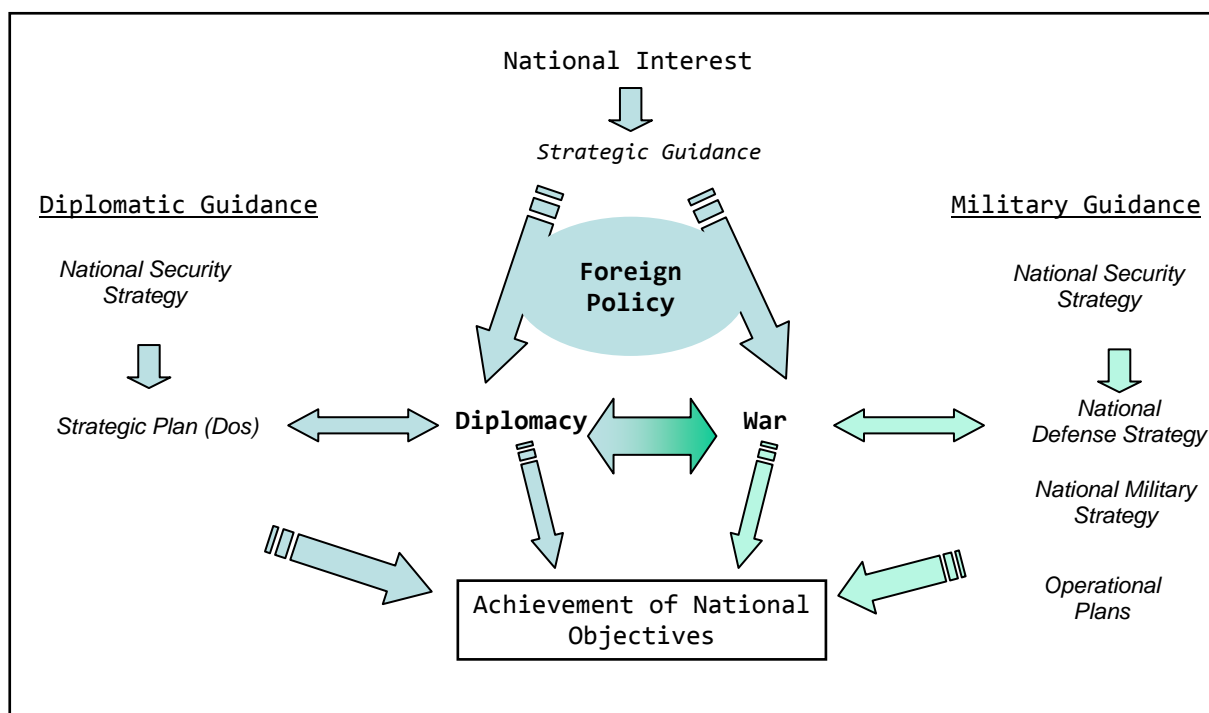 National Interest
Strategic Guidance
Diplomatic Guidance
Military Guidance
National Security
Strategy
Foreign
Policy
National Security
Strategy
Strategic Plan (Dos)
Diplomacy
War
National
Defense Strategy
National Military
Strategy
Achievement of National
Objectives
Operational
Plans